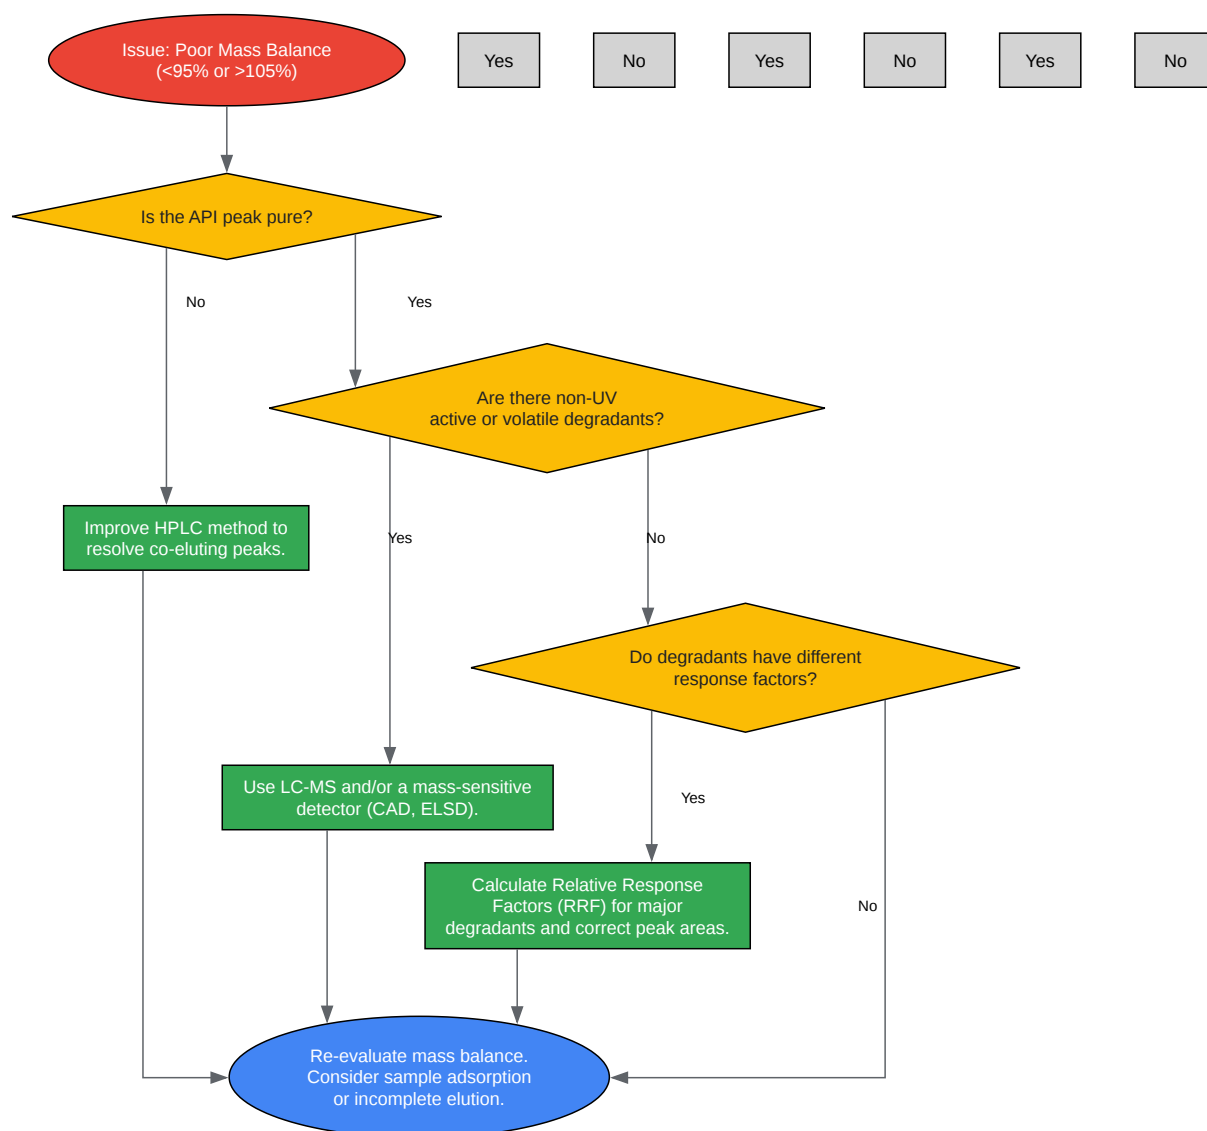 Issue: Poor Mass Balance
(<95% or >105%)
Yes
No
Yes
No
Yes
No
Is the API peak pure?
No
Yes
Are there non-UV
active or volatile degradants?
Improve HPLC method to
resolve co-eluting peaks.
Yes
No
Do degradants have different
response factors?
Use LC-MS and/or a mass-sensitive
detector (CAD, ELSD).
Yes
Calculate Relative Response
Factors (RRF) for major
degradants and correct peak areas.
No
Re-evaluate mass balance.
Consider sample adsorption
or incomplete elution.